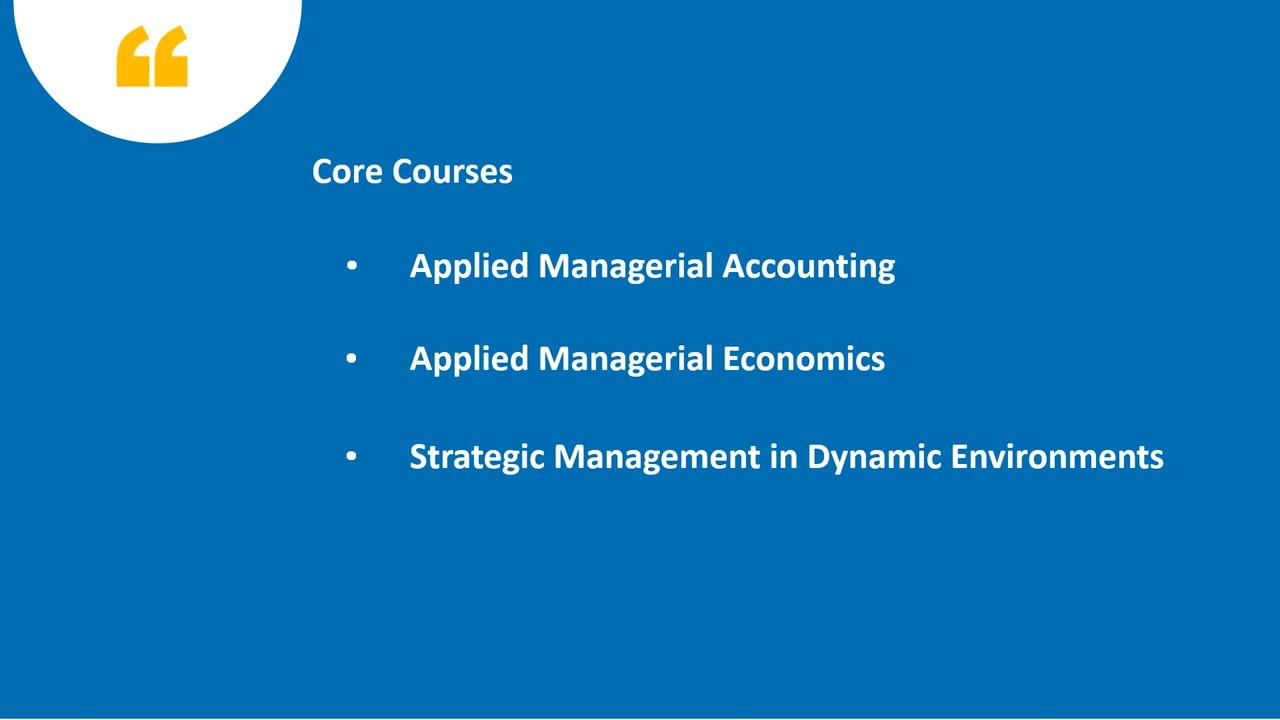 “
Core Courses
• Applied Managerial Accounting
• Applied Managerial Economics
• Strategic Management in Dynamic Environments